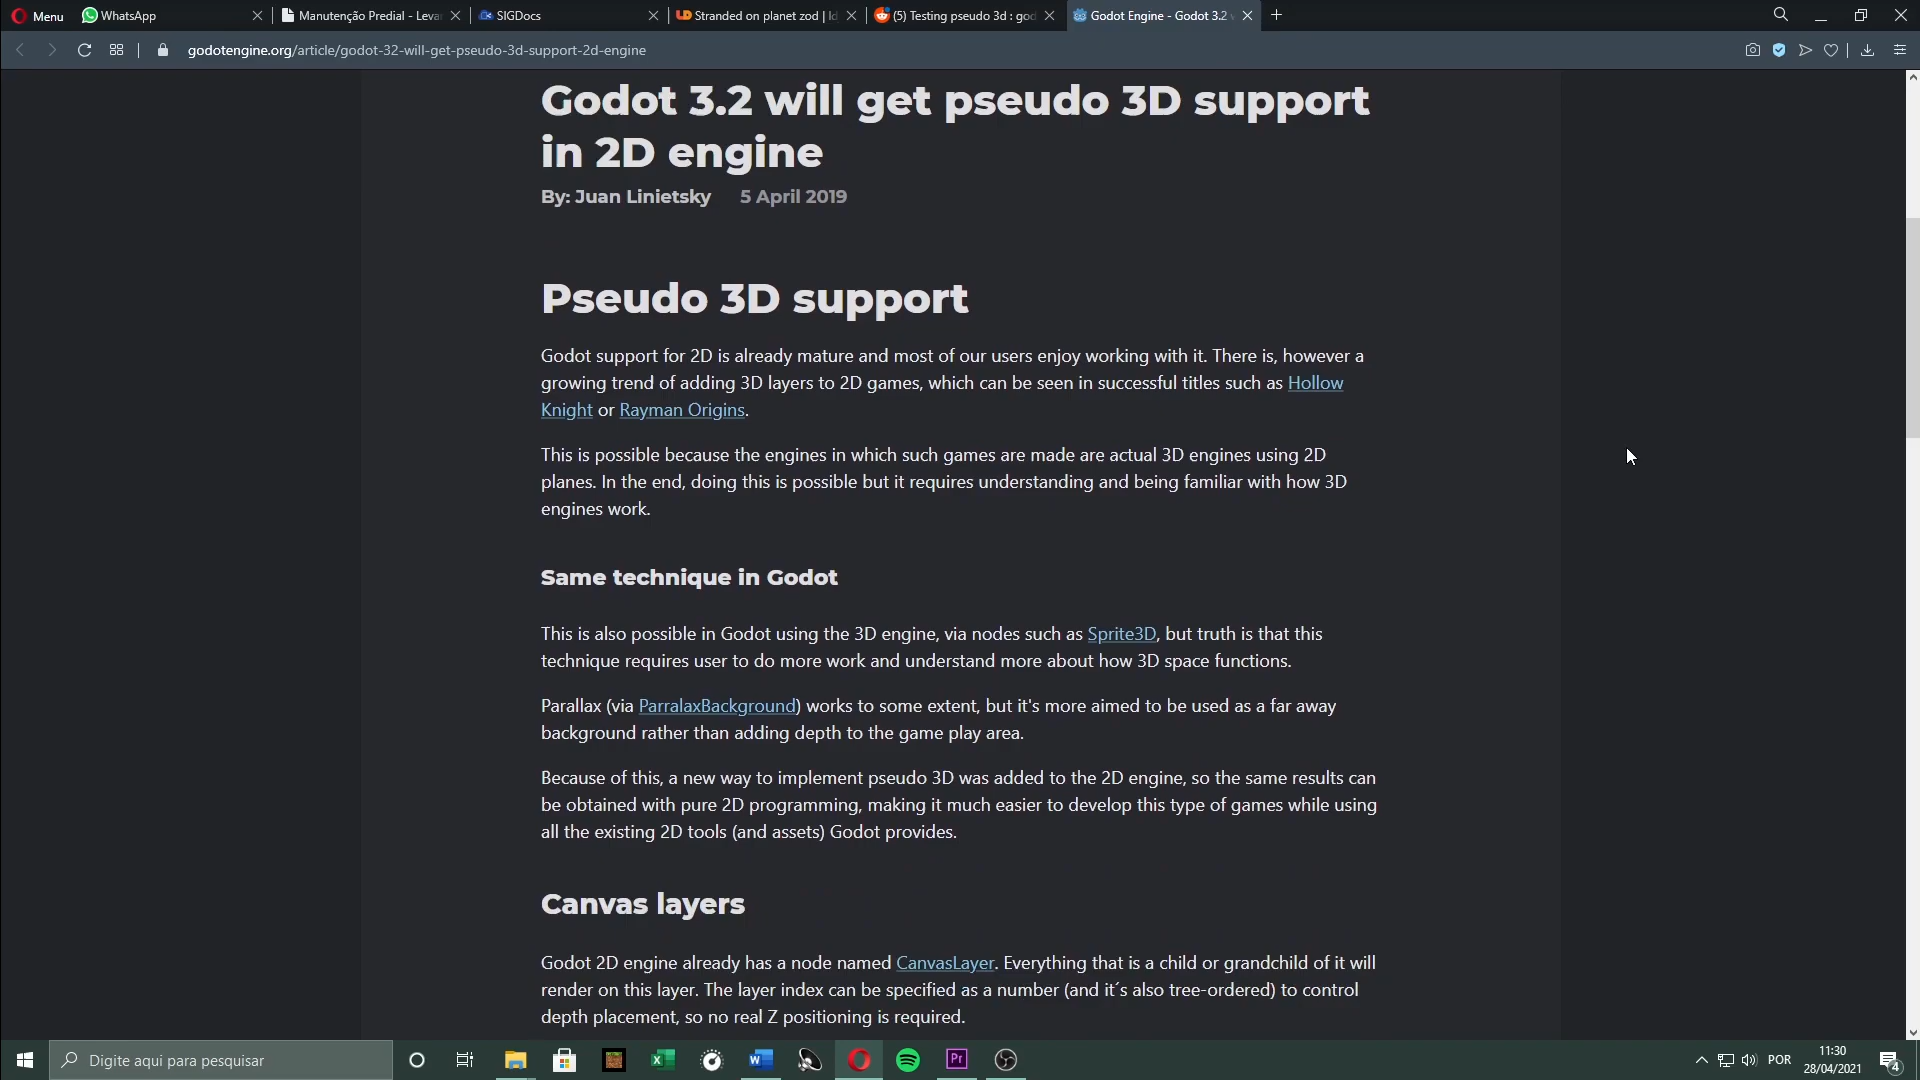 Menu
WhatsApp
Manutenção Predial - Leva
SIGDocs
Stranded on planet zod | Id
(5) Testing pseudo 3d : god
Godot Engine - Godot 3.2
godotengine.org/article/godot-32-will-get-pseudo-3d-support-2d-engine
Godot 3.2 will get pseudo 3D support
in 2D engine
By: Juan Linietsky 5 April 2019
Pseudo 3D support
Godot support for 2D is already mature and most of our users enjoy working with it. There is, however a
growing trend of adding 3D layers to 2D games, which can be seen in successful titles such as Hollow
Knight or Rayman Origins.
This is possible because the engines in which such games are made are actual 3D engines using 2D
planes. In the end, doing this is possible but it requires understanding and being familiar with how 3D
engines work.
Same technique in Godot
This is also possible in Godot using the 3D engine, via nodes such as Sprite3D, but truth is that this
technique requires user to do more work and understand more about how 3D space functions.
Parallax (via ParralaxBackground) works to some extent, but it's more aimed to be used as a far away
background rather than adding depth to the game play area.
Because of this, a new way to implement pseudo 3D was added to the 2D engine, so the same results can
be obtained with pure 2D programming, making it much easier to develop this type of games while using
all the existing 2D tools (and assets) Godot provides.
Canvas layers
Godot 2D engine already has a node named CanvasLayer. Everything that is a child or grandchild of it will
render on this layer. The layer index can be specified as a number (and it´s also tree-ordered) to control
depth placement, so no real Z positioning is required.
Digite aqui para pesquisar
Pr
POR
11:30
28/04/2021
4